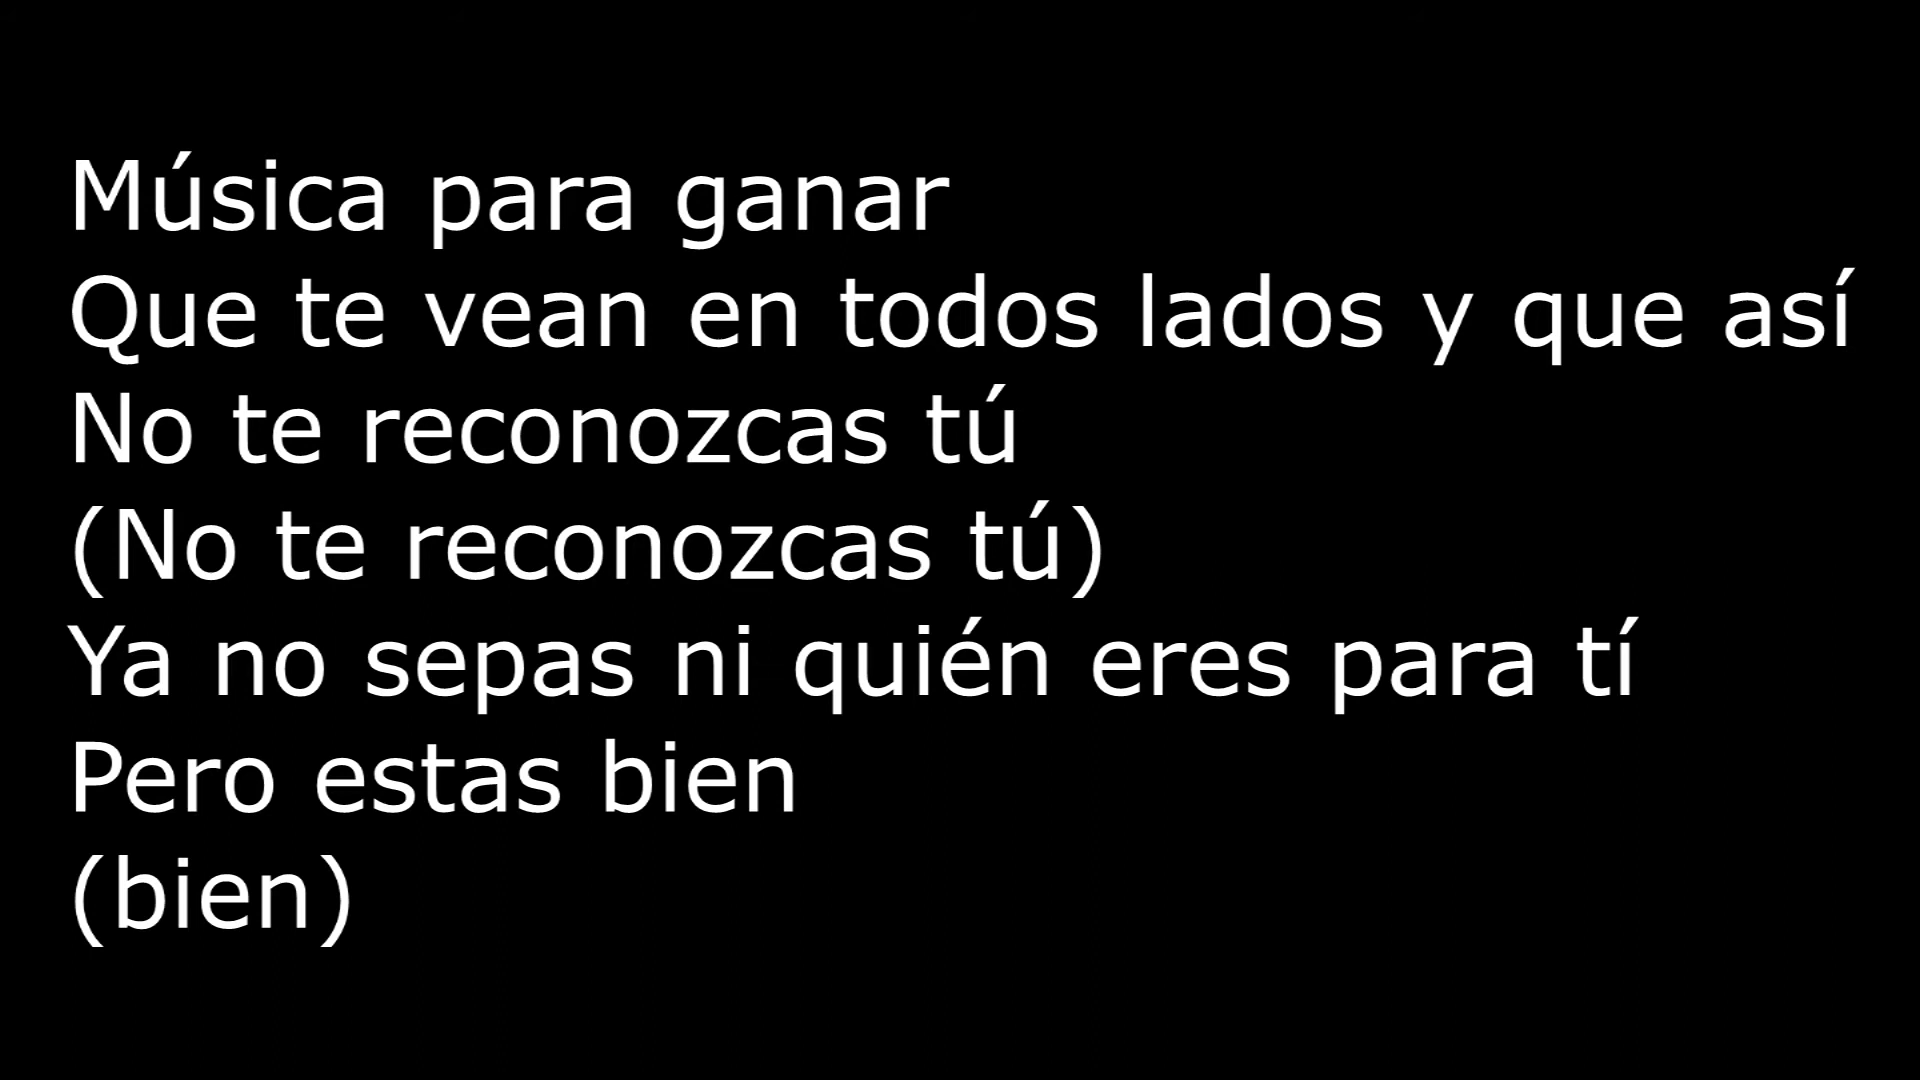 Música para ganar
Que te vean en todos lados y que así
No te reconozcas tú
(No te reconozcas tú)
Ya no sepas ni quién eres para tí
Pero estas bien
(bien)